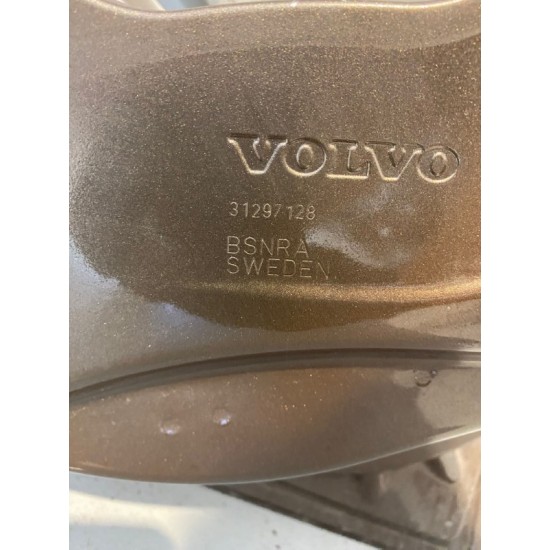 VOLVO
31297128
BSNRA
SWEDEN.